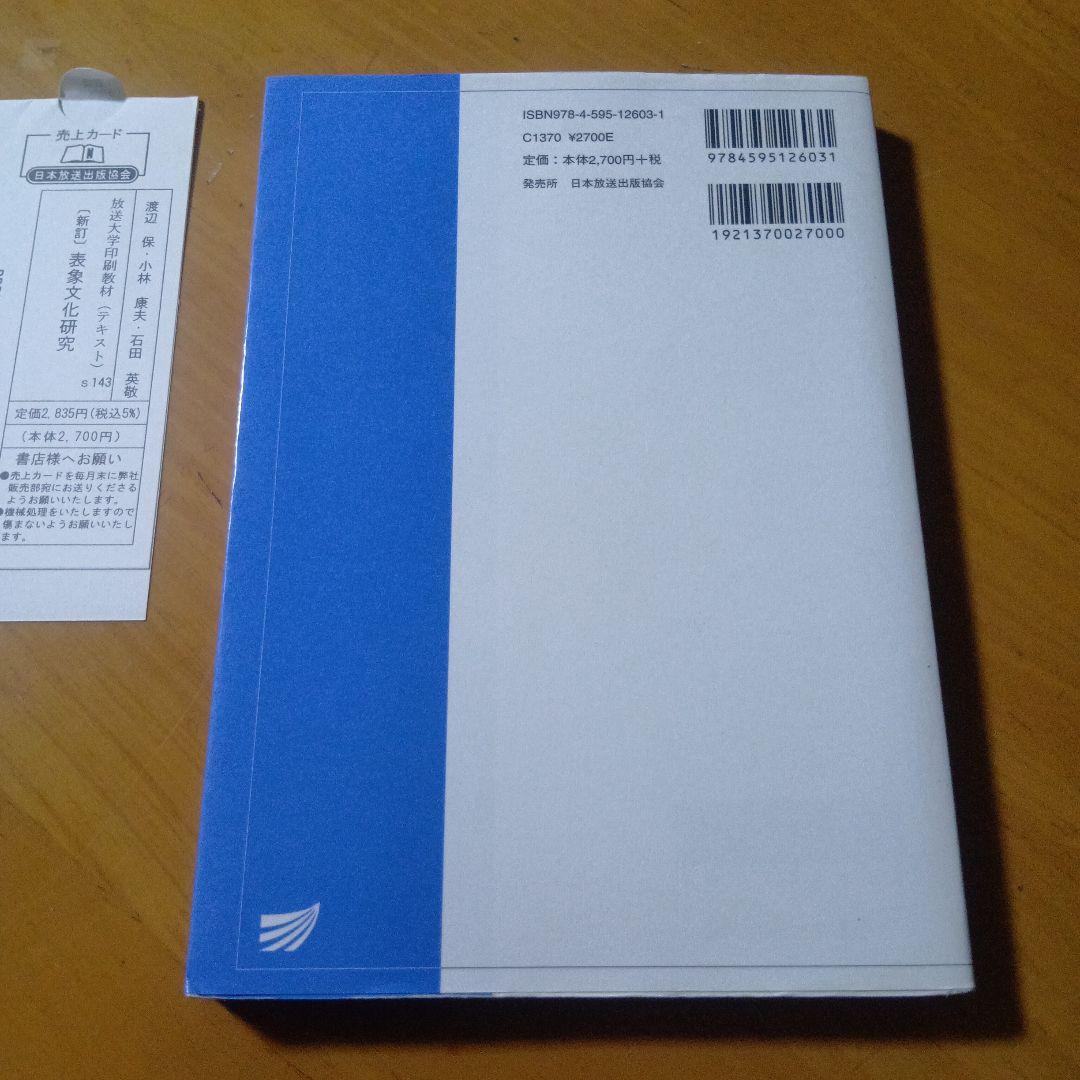 売上カード
日本放送出版協会
渡辺 保・小林 康夫・石田 英敬
放送大学印刷教材(テキスト)
〔新訂〕表象文化研究
s143
定価2,835円(税込5%)
(本体2,700円)
書店様へお願い
●売上カードを毎月末に弊社
販売部宛にお送りくださる
ようお願いいたします。
●機械処理をいたしますので
傷まないようお願いいたし
ます。
ISBN978-4-595-12603-1
C1370 ¥2700E
定価:本体2,700円+税
発売所 日本放送出版協会
9784595126031
1921370027000